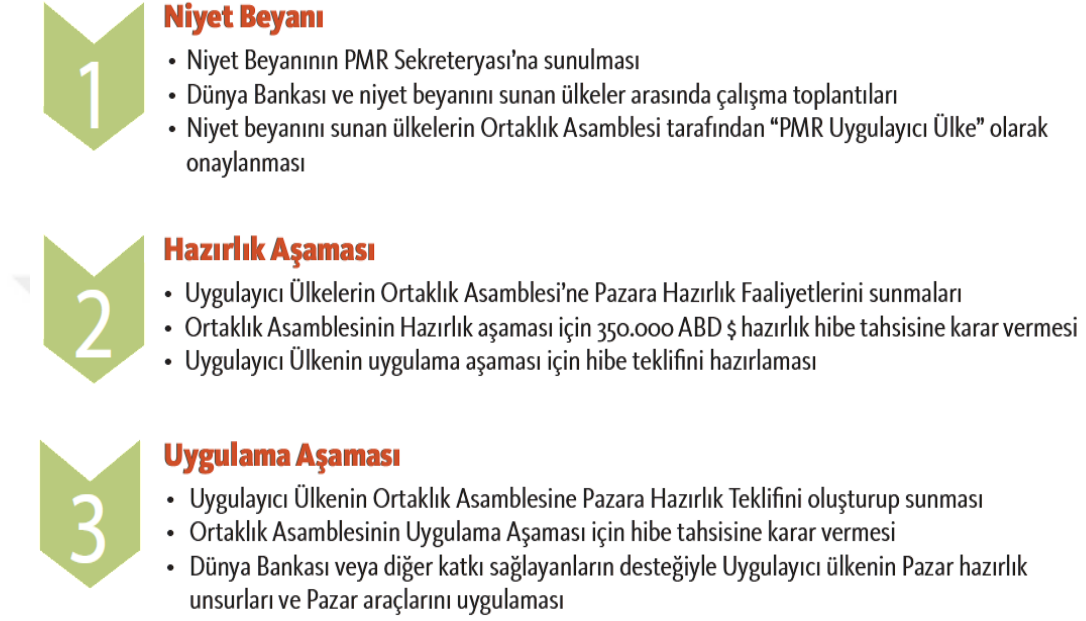 1
Niyet Beyanı
• Niyet Beyanının PMR Sekreteryası’na sunulması
• Dünya Bankası ve niyet beyanını sunan ülkeler arasında çalışma toplantıları
• Niyet beyanını sunan ülkelerin Ortaklık Asamblesi tarafından “PMR Uygulayıcı Ülke” olarak
onaylanması
2
Hazırlık Aşaması
• Uygulayıcı Ülkelerin Ortaklık Asamblesi’ne Pazara Hazırlık Faaliyetlerini sunmaları
• Ortaklık Asamblesinin Hazırlık aşaması için 350.000 ABD $ hazırlık hibe tahsisine karar vermesi
• Uygulayıcı Ülkenin uygulama aşaması için hibe teklifini hazırlaması
3
Uygulama Aşaması
• Uygulayıcı Ülkenin Ortaklık Asamblesine Pazara Hazırlık Teklifini oluşturup sunması
• Ortaklık Asamblesinin Uygulama Aşaması için hibe tahsisine karar vermesi
• Dünya Bankası veya diğer katkı sağlayanların desteğiyle Uygulayıcı ülkenin Pazar hazırlık
unsurları ve Pazar araçlarını uygulaması